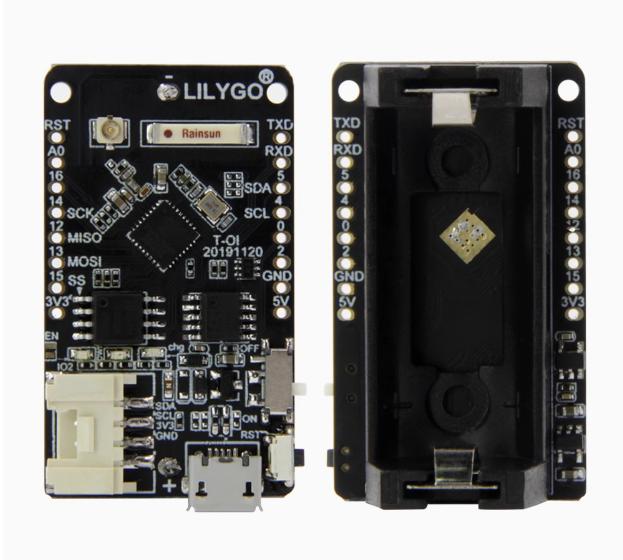 LILYGO®
RST
TXD
Rainsun
A0
RXD
16
5
14
SDA
4
SCK
SCL
12
0
MISO
T-OI
13
20191120
2
MOSI
15
GND
SS
3V3
5V
EN
chg
OFF
IO2
SDA
SCL
3V3
GND
ON
RST
+
-
TXD
RST
RXD
A0
5
16
4
14
0
12
2
13
GND
15
5V
3V3